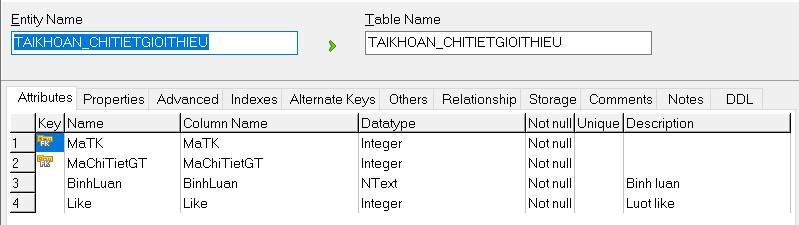 Entity Name Table Name
TAIKHOAN_CHITIETGIOITHIEU TAIKHOAN_CHITIETGIOITHIEU
Attributes Properties Advanced Indexes Alternate Keys Others Relationship Storage Comments Notes DDL
Key Name Column Name Datatype Not null Unique Description
1 FK MaTK MaTK Integer Not null
2 FK MaChiTietGT MaChiTietGT Integer Not null
3 BinhLuan BinhLuan NText Not null Binh luan
4 Like Like Integer Not null Luot like